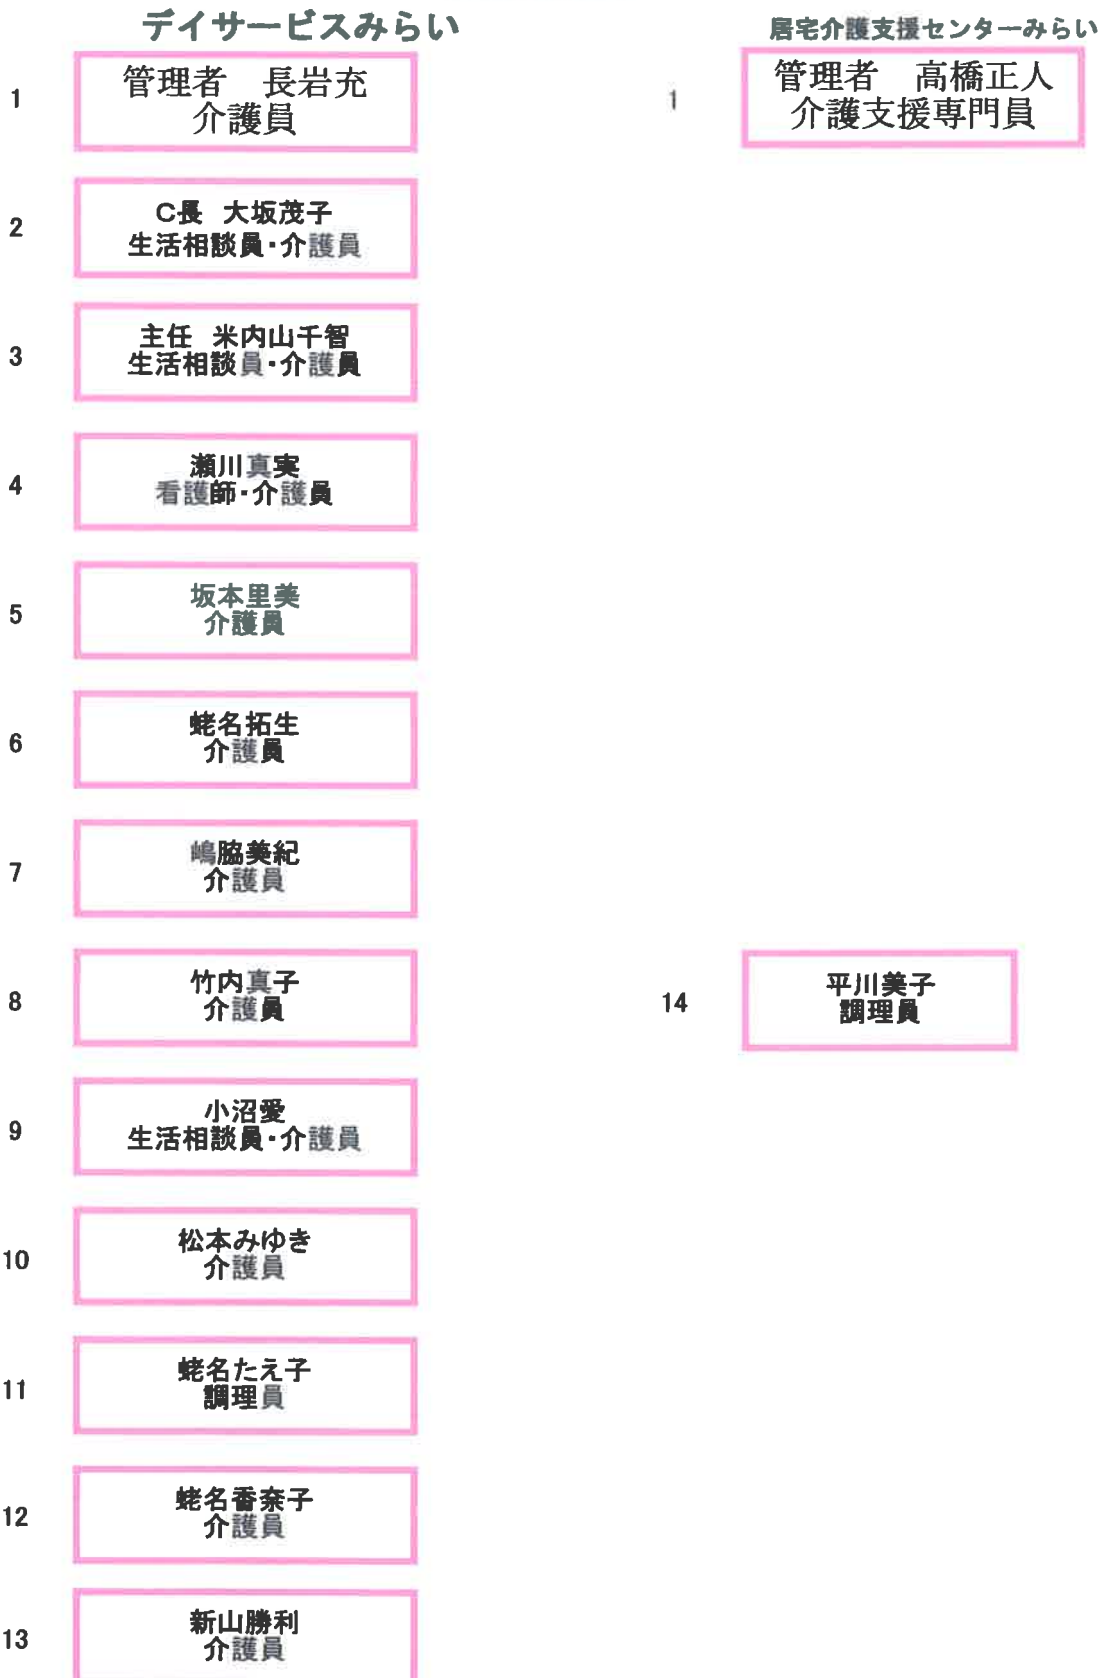 デイサービスみらい
1
管理者　長岩充
介護員
2
C長　大坂茂子
生活相談員・介護員
3
主任　米内山千智
生活相談員・介護員
4
瀬川真実
看護師・介護員
5
坂本里美
介護員
6
蛯名拓生
介護員
7
嶋脇美紀
介護員
8
竹内真子
介護員
9
小沼愛
生活相談員・介護員
10
松本みゆき
介護員
11
蛯名たえ子
調理員
12
蛯名香奈子
介護員
13
新山勝利
介護員
居宅介護支援センターみらい
1
管理者　高橋正人
介護支援専門員
14
平川美子
調理員